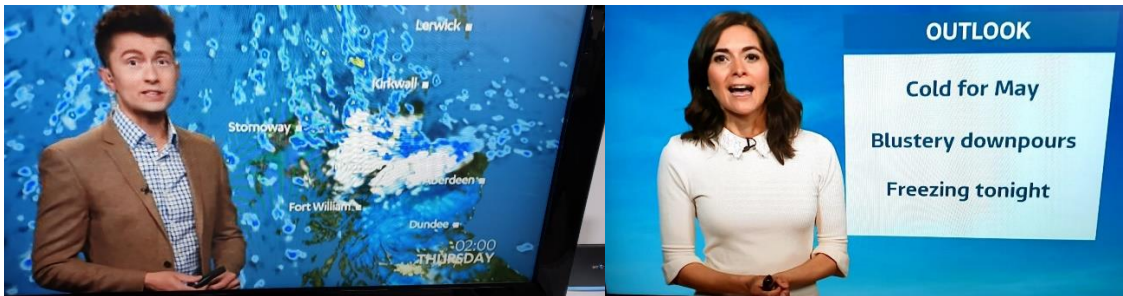 Lerwick
Kirkwall
Stornoway
Aberdeen
Fort William
Dundee
02:00
THURSDAY
OUTLOOK
Cold for May
Blustery downpours
Freezing tonight